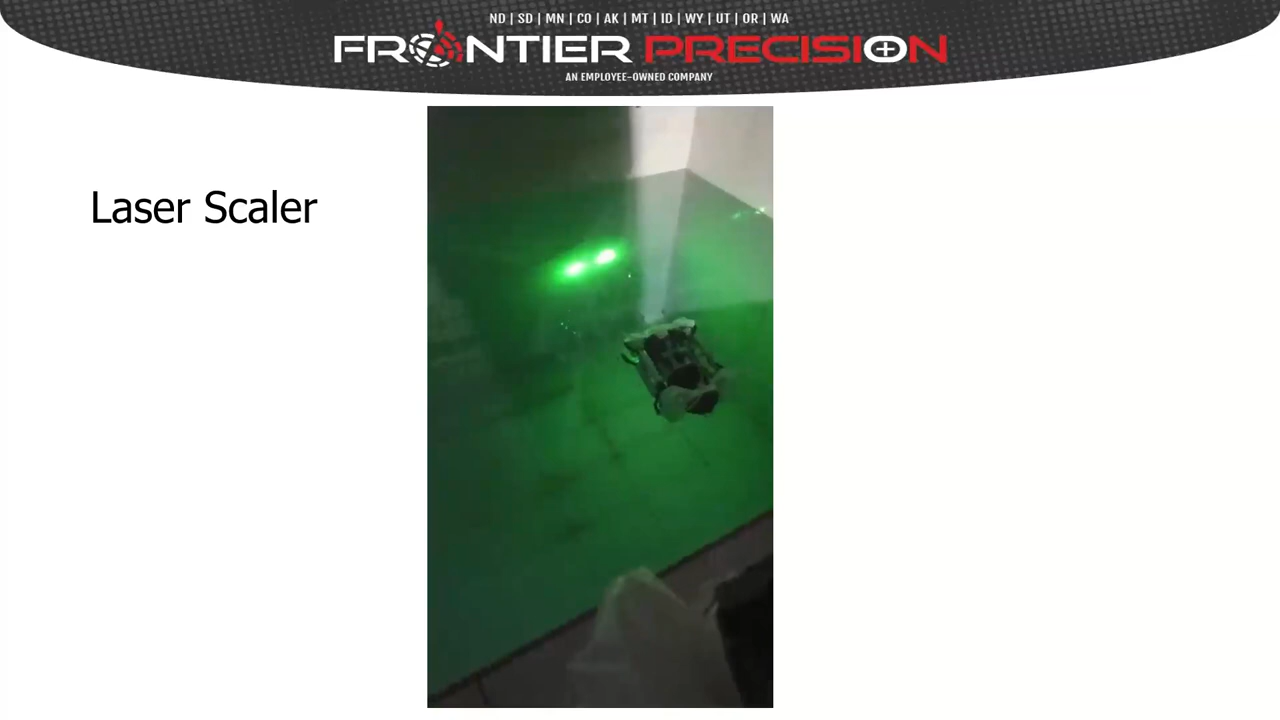 ND | SD | MN | CO | AK | MT | ID | WY | UT | OR | WA
FRONTIER PRECISION
AN EMPLOYEE-OWNED COMPANY
Laser Scaler